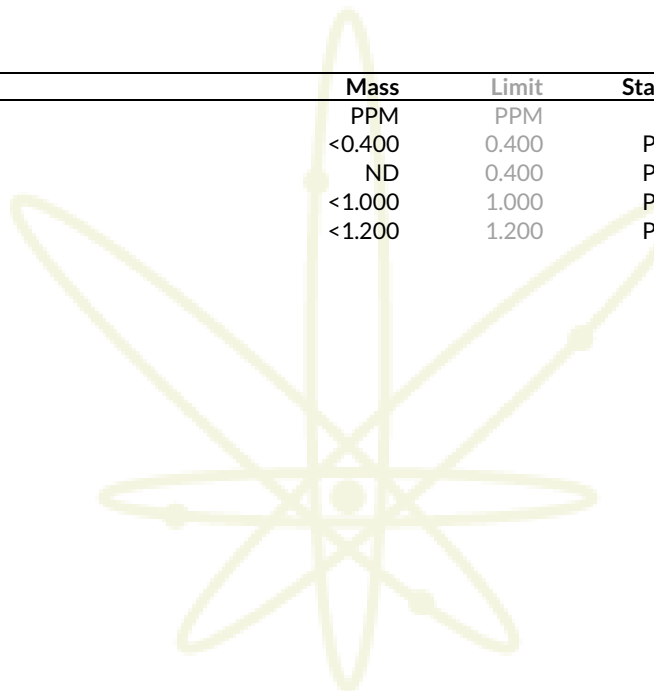 Mass Limit Sta
PPM PPM
<0.400 0.400 P
ND 0.400 P
<1.000 1.000 P
<1.200 1.200 P